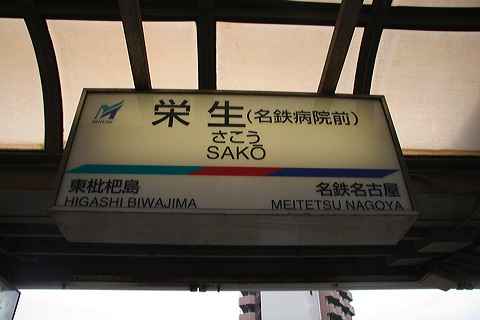 栄生(名鉄病院前)
さこう
SAKŌ
東枇杷島 名鉄名古屋
HIGASHI BIWAJIMA MEITETSU NAGOYA
MEITETSU